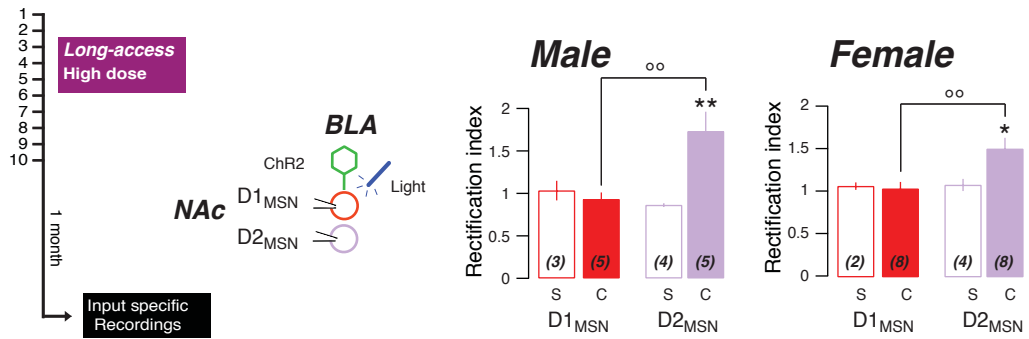 1
2
3
4
5
6
7
8
9
10
Long-access
High dose
1 month
Input specific
Recordings
BLA
ChR2
Light
NAc
D1MSN
D2MSN
Male
Rectification index
2
1.5
1
0.5
0
°°
**
(3)
(5)
(4)
(5)
S
C
S
C
D1MSN
D2MSN
Female
Rectification index
2
1.5
1
0.5
0
°°
*
(2)
(8)
(4)
(8)
S
C
S
C
D1MSN
D2MSN